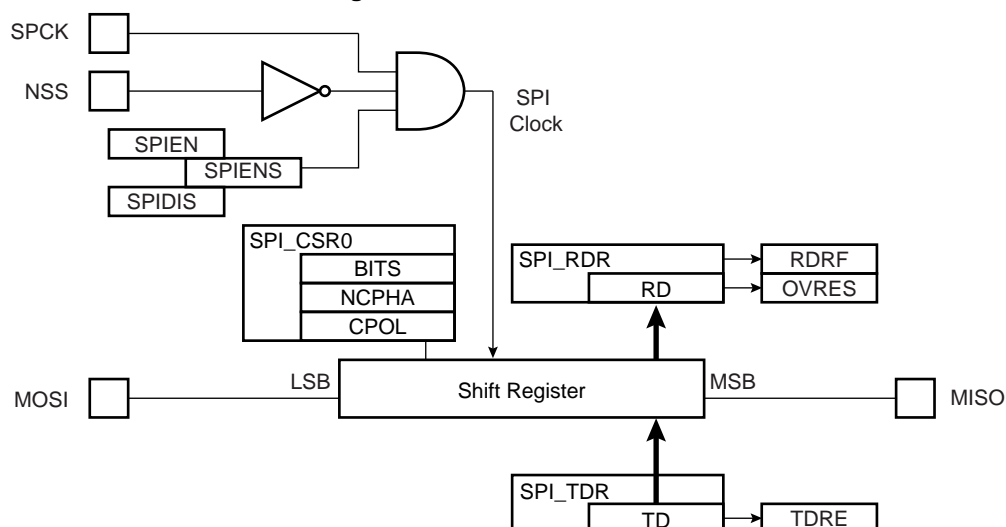 SPCK
NSS
SPI
Clock
SPIEN
SPIENS
SPIDIS
SPI_CSR0
BITS
NCPHA
CPOL
SPI_RDR
RD
RDRF
OVRES
LSB
Shift Register
MSB
MOSI
MISO
SPI_TDR
TD
TDRE